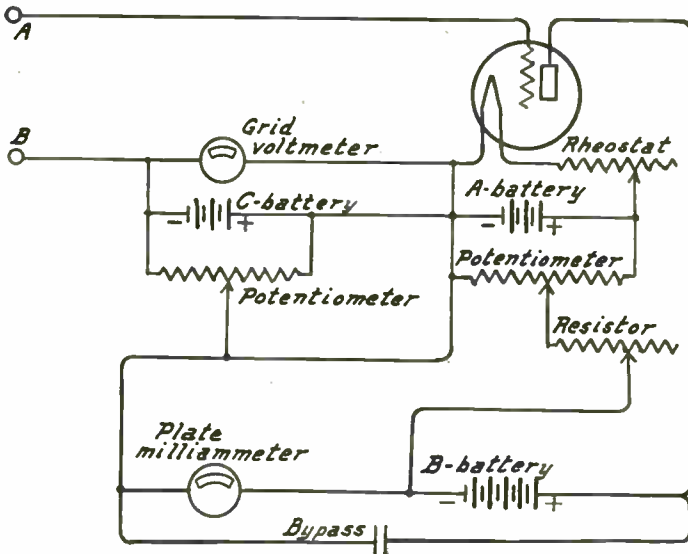 A
B
Grid
voltmeter
Rheostat
C-battery
- +
A-battery
- +
Potentiometer
Potentiometer
Resistor
Plate
milliammeter
B-battery
- +
Bypass